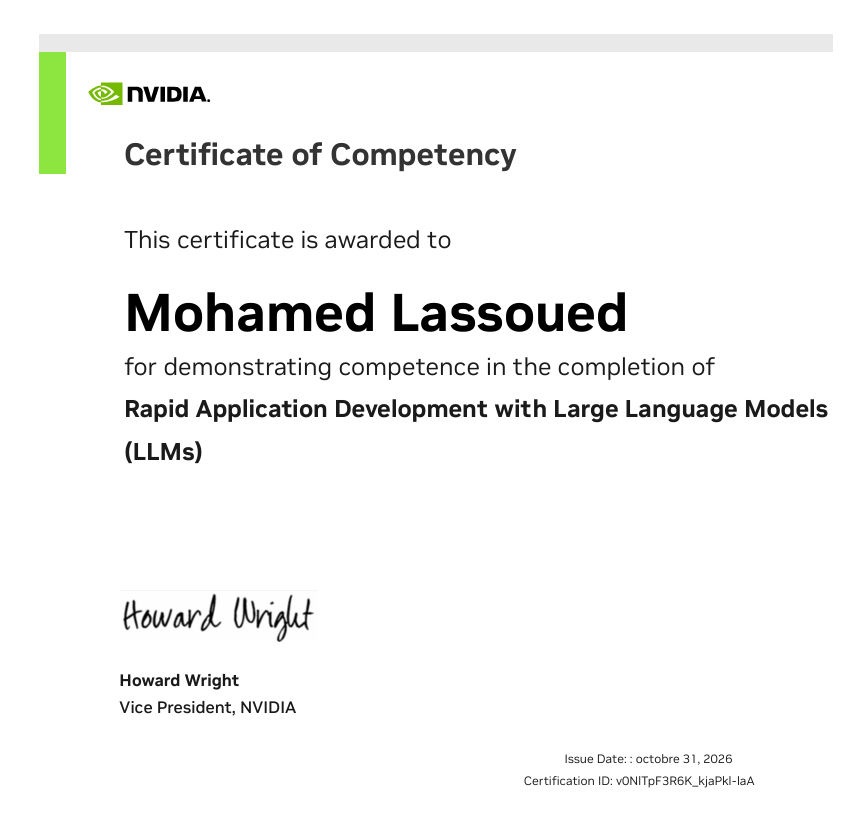 NVIDIA.
Certificate of Competency
This certificate is awarded to
Mohamed Lassoued
for demonstrating competence in the completion of
Rapid Application Development with Large Language Models
(LLMs)
Howard Wright
Howard Wright
Vice President, NVIDIA
Issue Date: : octobre 31, 2026
Certification ID: v0NlTpF3R6K_kjaPkl-laA